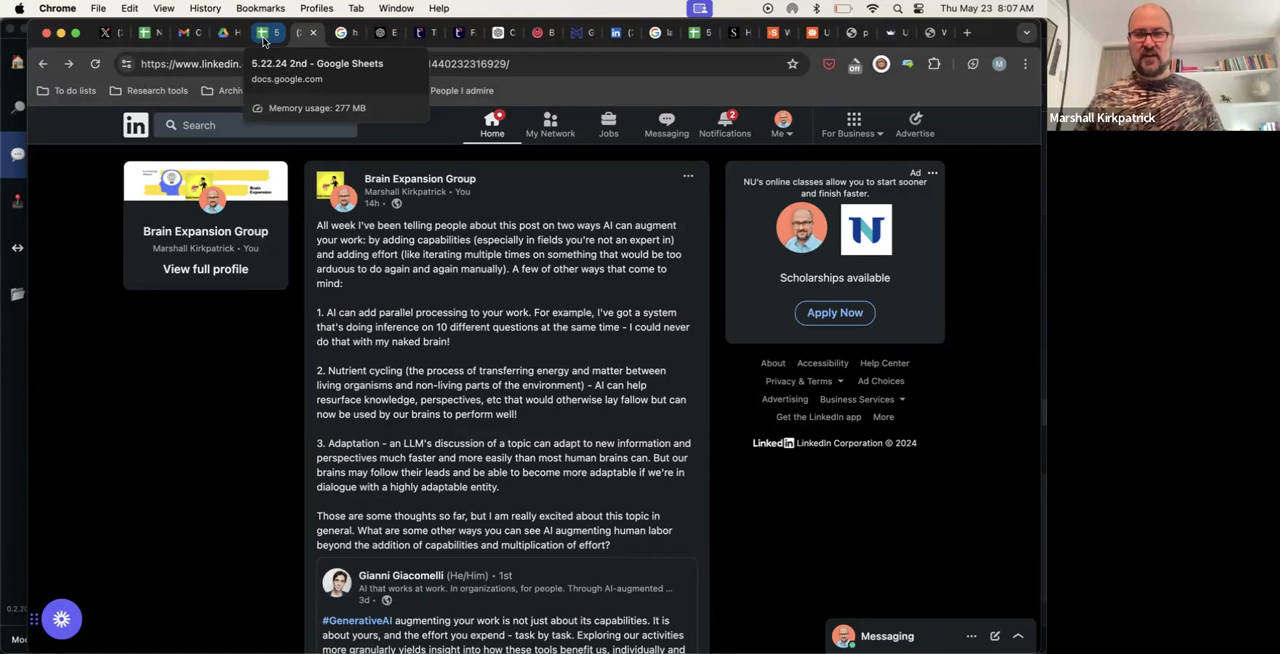 Chrome File Edit View History Bookmarks Profiles Tab Window Help Thu May 23 8:07 AM
5.22.24 2nd - Google Sheets
docs.google.com
Memory usage: 277 MB
https://www.linkedin. 1440232316929/
To do lists Research tools People I admire
Search
Home My Network Jobs Messaging Notifications 2 Me For Business Advertise
Brain Expansion Group
Marshall Kirkpatrick • You
View full profile
Brain Expansion Group
Marshall Kirkpatrick • You
14h •
All week I've been telling people about this post on two ways AI can augment
your work: by adding capabilities (especially in fields you're not an expert in)
and adding effort (like iterating multiple times on something that would be too
arduous to do again and again manually). A few of other ways that come to
mind:
1. AI can add parallel processing to your work. For example, I've got a system
that's doing inference on 10 different questions at the same time - I could never
do that with my naked brain!
2. Nutrient cycling (the process of transferring energy and matter between
living organisms and non-living parts of the environment) - AI can help
resurface knowledge, perspectives, etc that would otherwise lay fallow but can
now be used by our brains to perform well!
3. Adaptation - an LLM's discussion of a topic can adapt to new information and
perspectives much faster and more easily than most human brains can. But our
brains may follow their leads and be able to become more adaptable if we're in
dialogue with a highly adaptable entity.
Those are some thoughts so far, but I am really excited about this topic in
general. What are some other ways you can see AI augmenting human labor
beyond the addition of capabilities and multiplication of effort?
Gianni Giacomelli (He/Him) • 1st
AI that works at work. In organizations, for people. Through AI-augmented ...
3d •
#GenerativeAI augmenting your work is not just about its capabilities. It is
about yours, and the effort you expend - task by task. Exploring our activities
more granularly yields insight into how these tools benefit us, individually and
Ad
NU's online classes allow you to start sooner
and finish faster.
N
Scholarships available
Apply Now
About Accessibility Help Center
Privacy & Terms Ad Choices
Advertising Business Services
Get the LinkedIn app More
LinkedIn LinkedIn Corporation © 2024
Messaging
Marshall Kirkpatrick